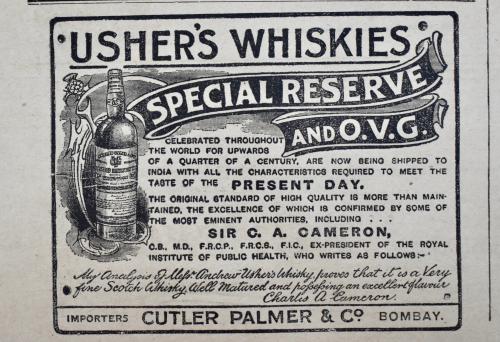 USHER'S WHISKIES
SPECIAL RESERVE
AND O.V.G.
CELEBRATED THROUGHOUT
THE WORLD FOR UPWARDS
OF A QUARTER OF A CENTURY, ARE NOW BEING SHIPPED TO
INDIA WITH ALL THE CHARACTERISTICS REQUIRED TO MEET THE
TASTE OF THE PRESENT DAY.
THE ORIGINAL STANDARD OF HIGH QUALITY IS MORE THAN MAIN-
TAINED, THE EXCELLENCE OF WHICH IS CONFIRMED BY SOME OF
THE MOST EMINENT AUTHORITIES, INCLUDING . . .
SIR C. A. CAMERON,
C.B., M.D., F.R.C.P., F.R.C.S., F.I.C., EX-PRESIDENT OF THE ROYAL
INSTITUTE OF PUBLIC HEALTH, WHO WRITES AS FOLLOWS:-
My Analysis of Messrs Andrew Usher's Whisky, proves that it is a Very
fine Scotch Whisky, Well Matured and possessing an excellent flavour
Charles A. Cameron.
IMPORTERS CUTLER PALMER & Co. BOMBAY.